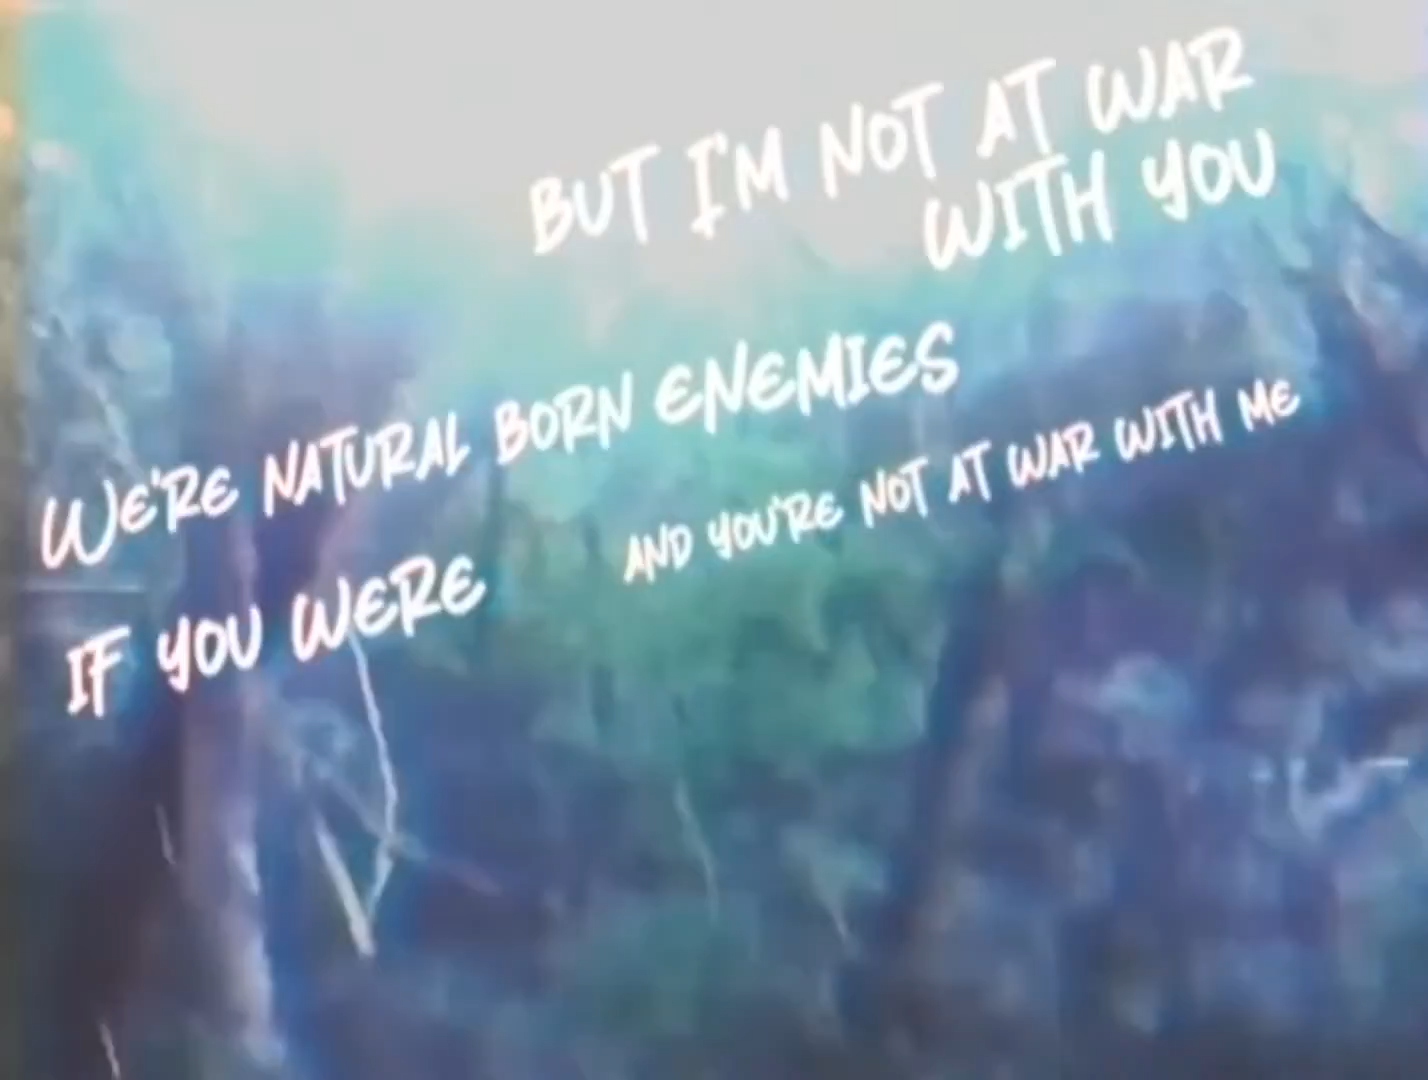 BUT I'M NOT AT WAR
WITH YOU
WE'RE NATURAL BORN ENEMIES
AND YOU'RE NOT AT WAR WITH ME
IF YOU WERE